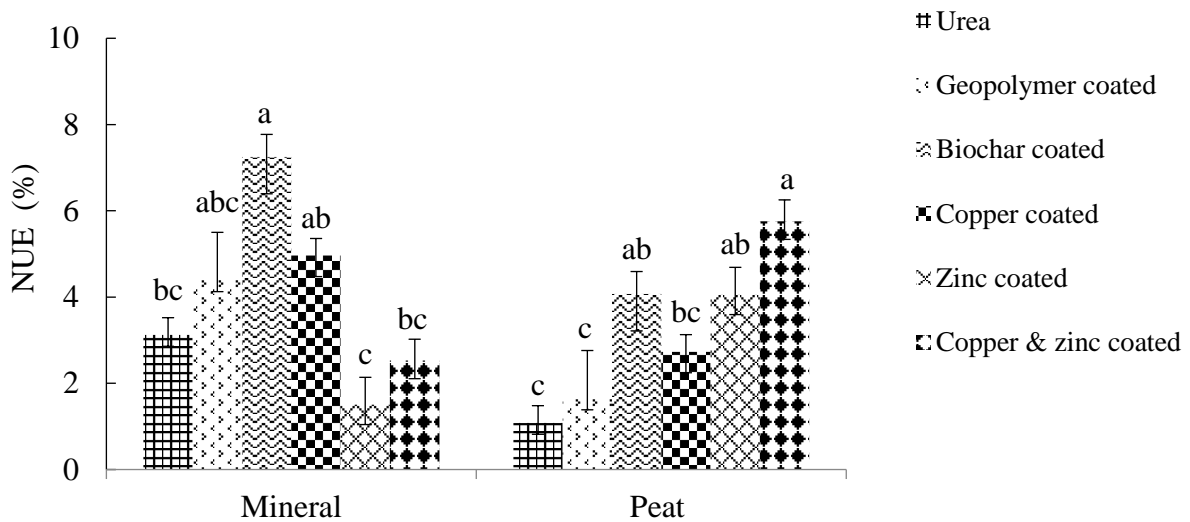 NUE (%)
10
8
6
4
2
0
bc
abc
a
ab
c
bc
c
c
ab
bc
ab
a
Mineral
Peat
Urea
Geopolymer coated
Biochar coated
Copper coated
Zinc coated
Copper & zinc coated